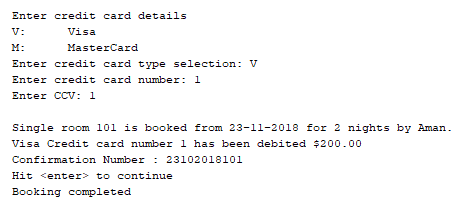 Enter credit card details
V: Visa
M: MasterCard
Enter credit card type selection: V
Enter credit card number: 1
Enter CCV: 1
Single room 101 is booked from 23-11-2018 for 2 nights by Aman.
Visa Credit card number 1 has been debited $200.00
Confirmation Number : 23102018101
Hit <enter> to continue
Booking completed